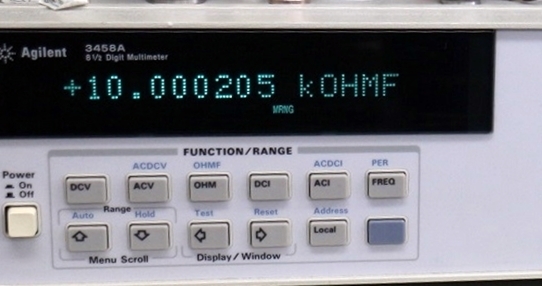 Agilent 3458A
8½ Digit Multimeter
+10.000205 kOHMF
MRNG
FUNCTION/RANGE
Power
On
Off
ACDCV OHMF ACDCI PER
DCV ACV OHM DCI ACI FREQ
Range
Auto Hold Test Reset Address
Local
Menu Scroll Display/Window